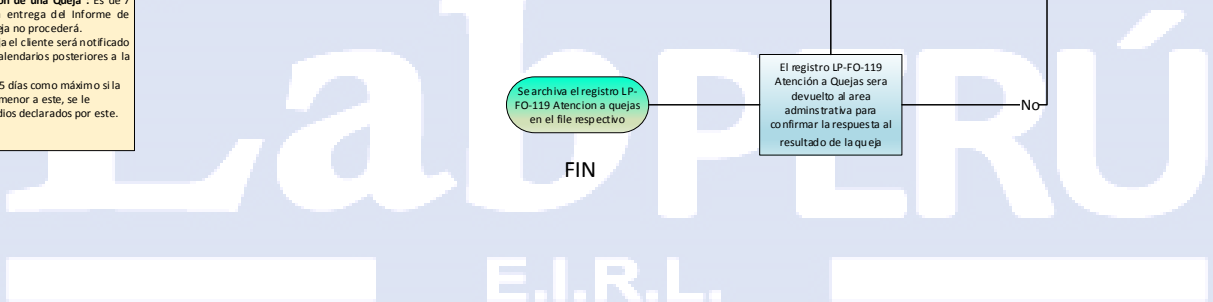 ón de una Queja". Es de 7
entrega del Informe de
ja no procederá.
ja el cliente será notificado
alendarios posteriores a la
5 días como máximo si la
menor a este, se le
dios declarados por este.
Se archiva el registro LP-
FO-119 Atencion a quejas
en el file respectivo
FIN
El registro LP-FO-119
Atención a Quejas sera
devuelto al area
adminstrativa para
confirmar la respuesta al
resultado de la queja
No
LabPERÚ
E.I.R.L.